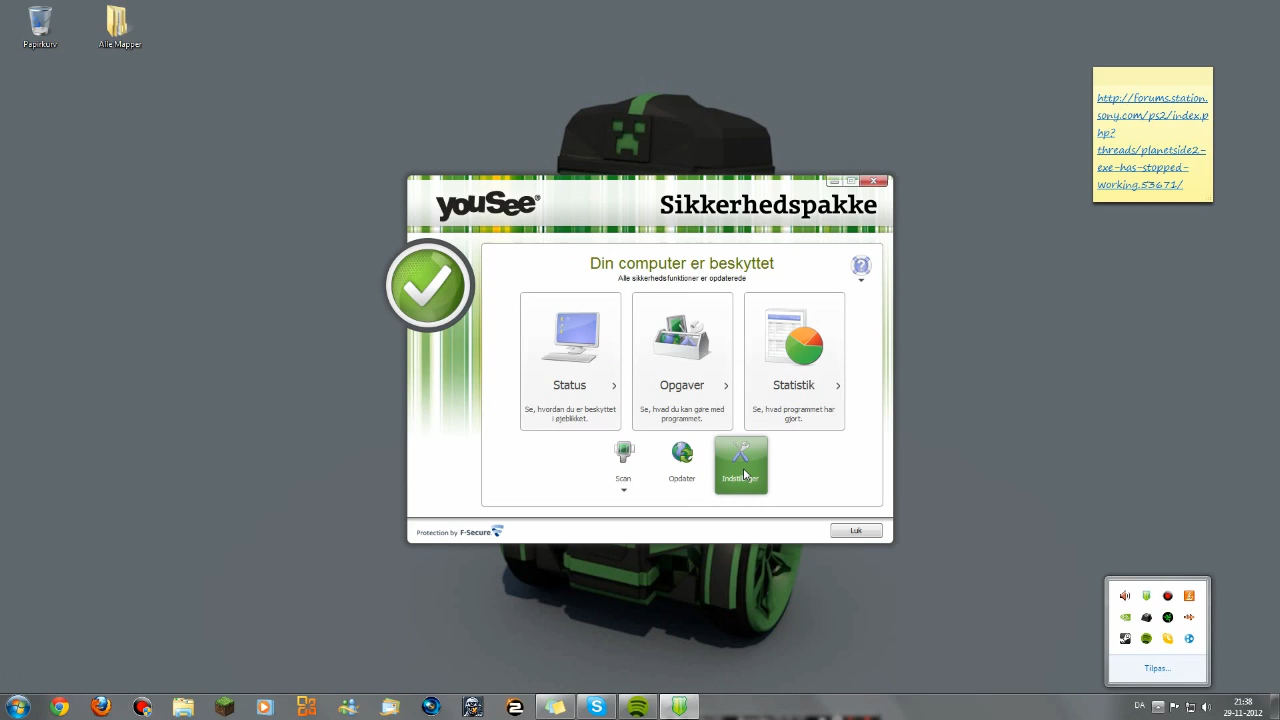 Papirkurv
Alle Mapper
http://forums.station.
sony.com/ps2/index.p
hp?
threads/planetside2-
exe-has-stopped-
working.53671/
youSee®
Sikkerhedspakke
Din computer er beskyttet
Alle sikkerhedsfunktioner er opdaterede
Status
Se, hvordan du er beskyttet
i øjeblikket.
Opgaver
Se, hvad du kan gøre med
programmet.
Statistik
Se, hvad programmet har
gjort.
Scan
Opdater
Indstillinger
Protection by F-Secure
Luk
Tilpas...
DA
21:38
29-11-2012